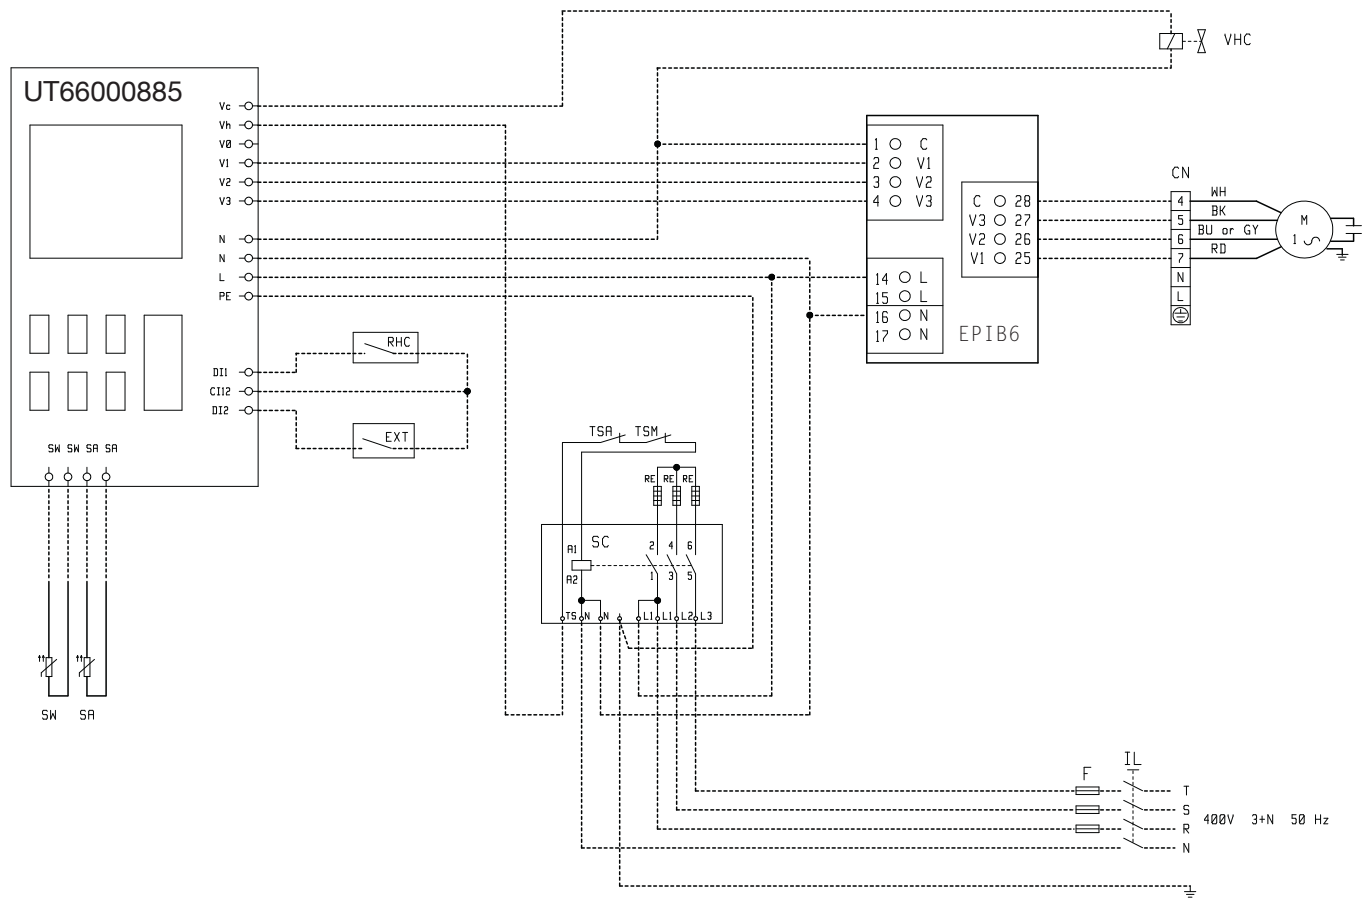 VHC
UT66000885
Vc
Vh
V0
V1
V2
V3
N
N
L
PE
DI1
CI12
DI2
SW SW SA SA
SW SA
RHC
EXT
1 C
2 V1
3 V2
4 V3
C 28
V3 27
V2 26
V1 25
14 L
15 L
16 N
17 N
EPIB6
CN
4 WH
5 BK
6 BU or GY
7 RD
N
L
M
1
TSA TSM
RE RE RE
SC
A1
A2
2 4 6
1 3 5
TS N N L1 L1 L2 L3
F IL
T
S
R
N
400V 3+N 50 Hz